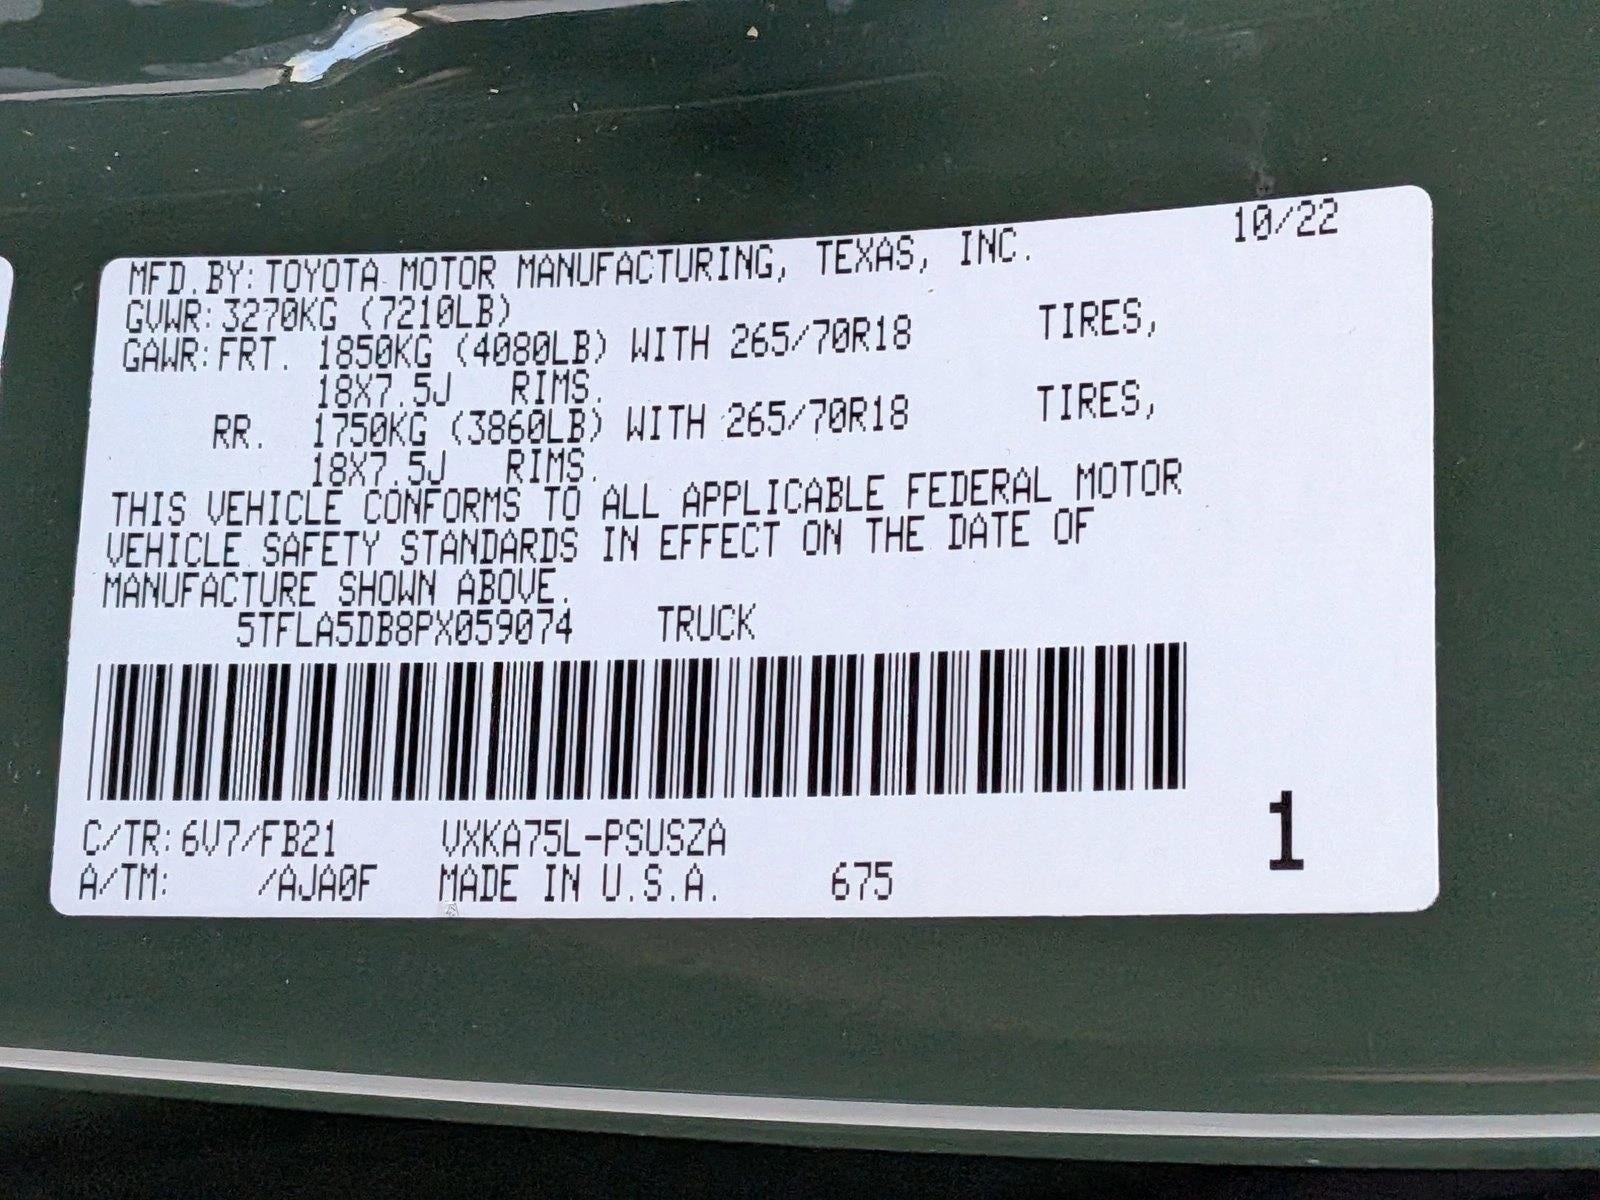 10/22
MFD.BY:TOYOTA MOTOR MANUFACTURING, TEXAS, INC.
GVWR:3270KG (7210LB)
GAWR:FRT. 1850KG (4080LB) WITH 265/70R18 TIRES,
18X7.5J RIMS.
RR. 1750KG (3860LB) WITH 265/70R18 TIRES,
18X7.5J RIMS.
THIS VEHICLE CONFORMS TO ALL APPLICABLE FEDERAL MOTOR
VEHICLE SAFETY STANDARDS IN EFFECT ON THE DATE OF
MANUFACTURE SHOWN ABOVE.
5TFLA5DB8PX059074 TRUCK
C/TR:6V7/FB21 VXKA75L-PSUSZA
A/TM: /AJA0F MADE IN U.S.A. 675
1